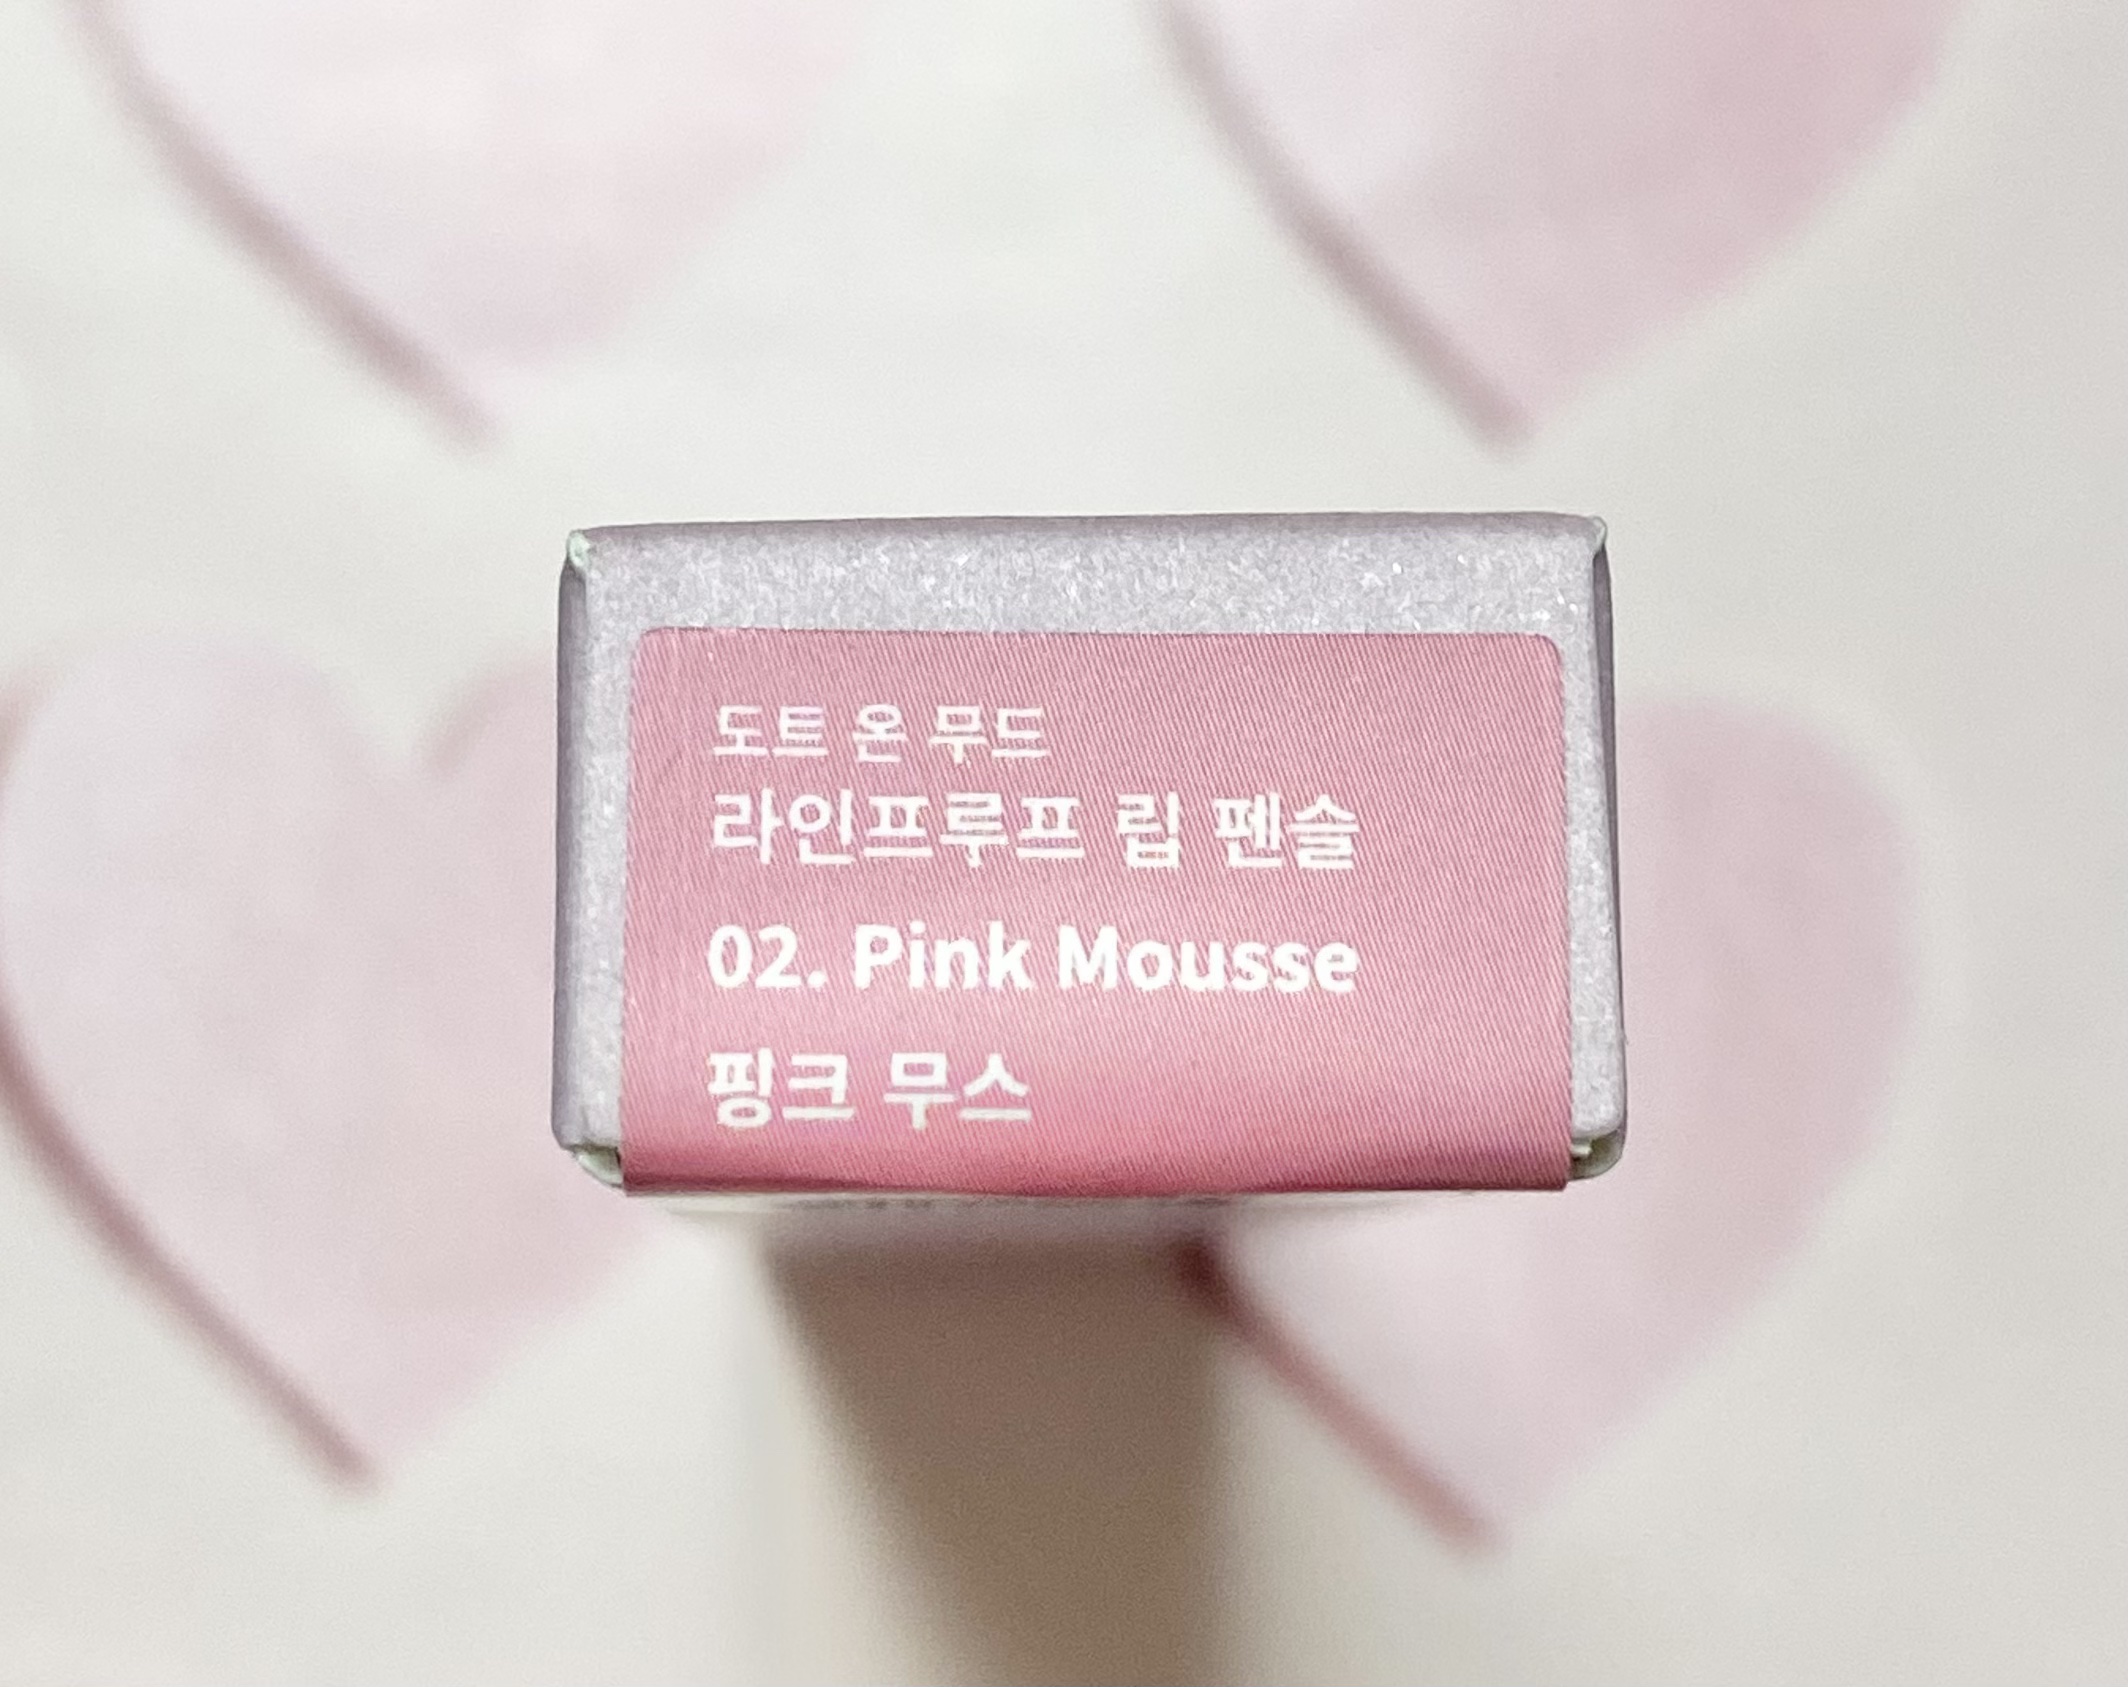 도트 온 무드
라인프루프 립 펜슬
02. Pink Mousse
핑크 무스